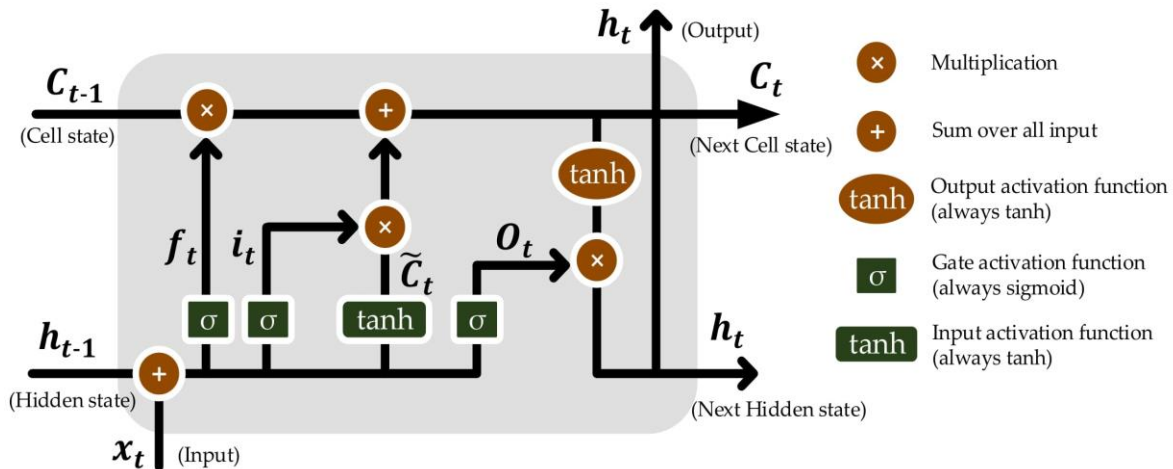 h_t (Output)
C_{t-1}
(Cell state)
×
+
C_t
(Next Cell state)
tanh
f_t
i_t
×
C̃_t
O_t
×
σ
σ
tanh
σ
h_{t-1}
(Hidden state)
+
x_t (Input)
h_t
(Next Hidden state)
× Multiplication
+ Sum over all input
tanh Output activation function
(always tanh)
σ Gate activation function
(always sigmoid)
tanh Input activation function
(always tanh)